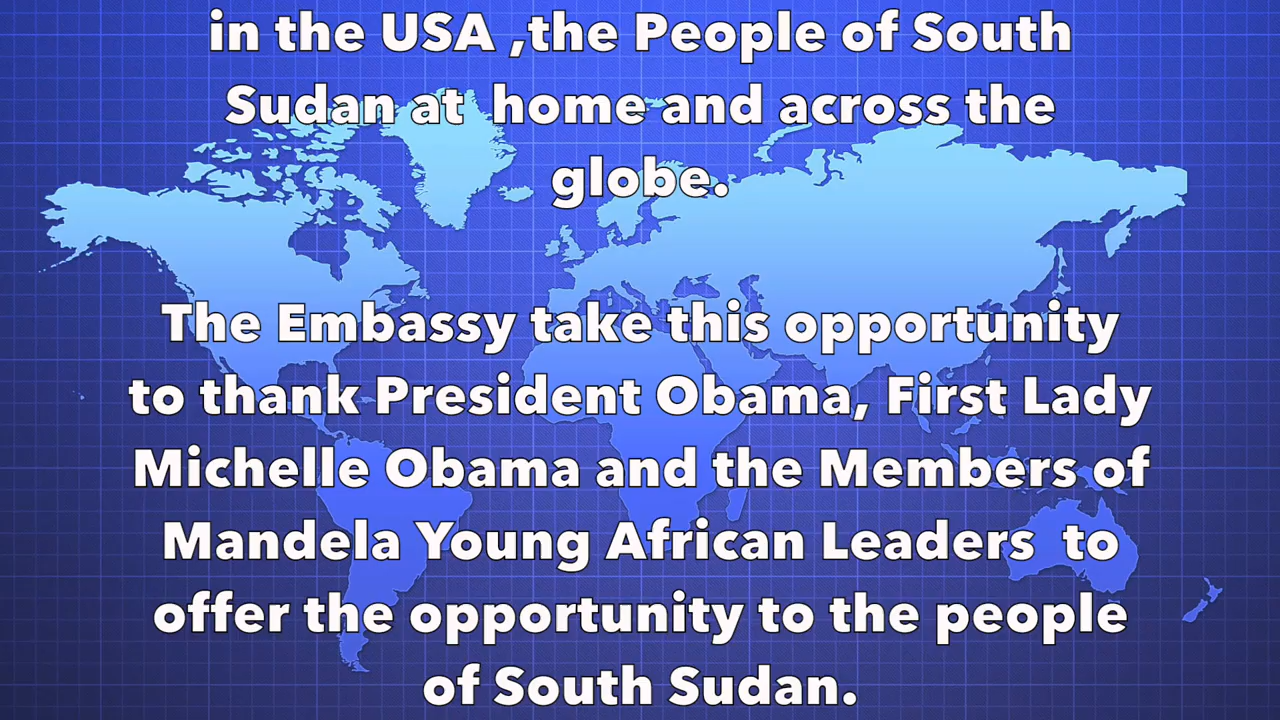 in the USA ,the People of South
Sudan at  home and across the
globe.
The Embassy take this opportunity
to thank President Obama, First Lady
Michelle Obama and the Members of
Mandela Young African Leaders  to
offer the opportunity to the people
of South Sudan.